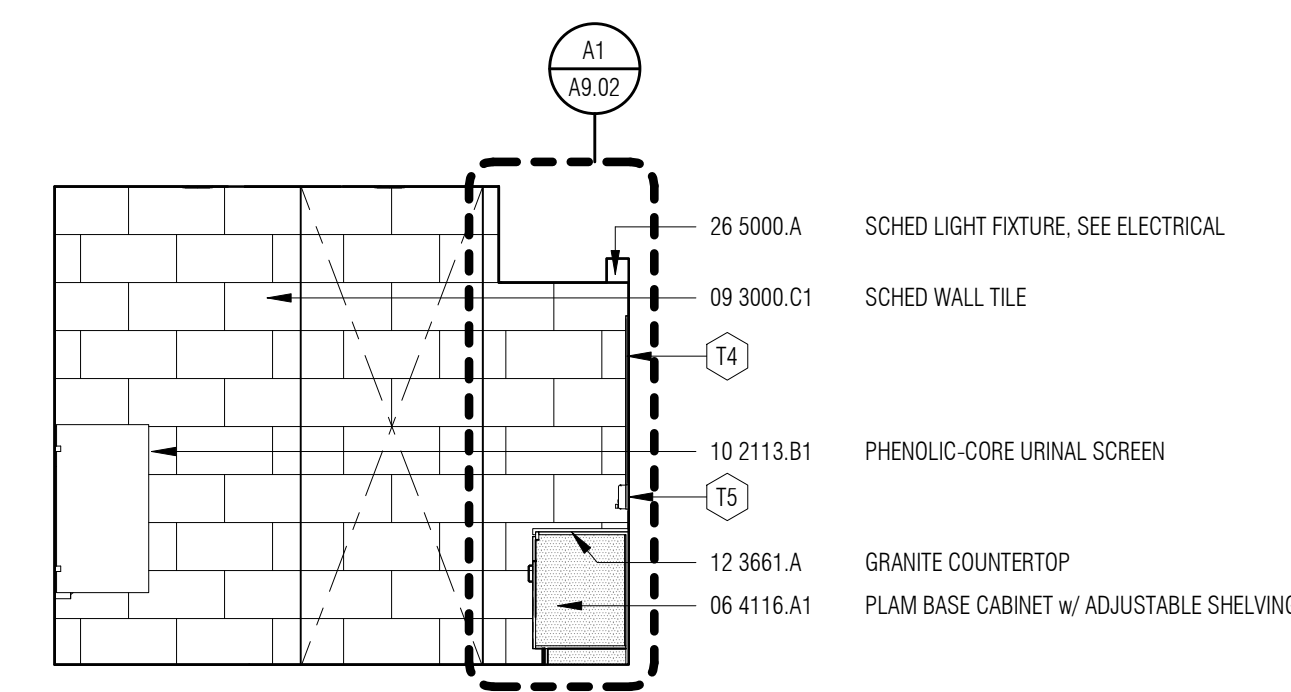 A1
A9.02
26 5000.A SCHED LIGHT FIXTURE, SEE ELECTRICAL
09 3000.C1 SCHED WALL TILE
T4
10 2113.B1 PHENOLIC-CORE URINAL SCREEN
T5
12 3661.A GRANITE COUNTERTOP
06 4116.A1 PLAM BASE CABINET w/ ADJUSTABLE SHELVING